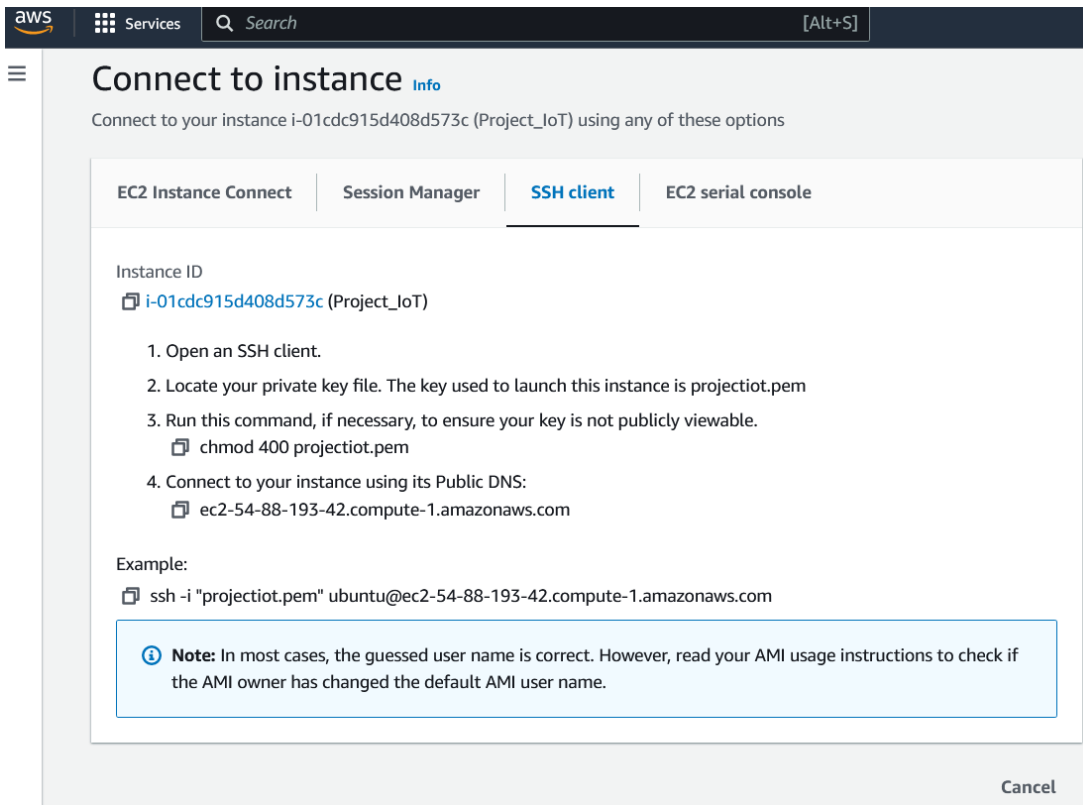 aws
Services
Search
[Alt+S]
Connect to instance Info
Connect to your instance i-01cdc915d408d573c (Project_IoT) using any of these options
EC2 Instance Connect
Session Manager
SSH client
EC2 serial console
Instance ID
i-01cdc915d408d573c (Project_IoT)
1. Open an SSH client.
2. Locate your private key file. The key used to launch this instance is projectiot.pem
3. Run this command, if necessary, to ensure your key is not publicly viewable.
chmod 400 projectiot.pem
4. Connect to your instance using its Public DNS:
ec2-54-88-193-42.compute-1.amazonaws.com
Example:
ssh -i "projectiot.pem" ubuntu@ec2-54-88-193-42.compute-1.amazonaws.com
Note: In most cases, the guessed user name is correct. However, read your AMI usage instructions to check if
the AMI owner has changed the default AMI user name.
Cancel